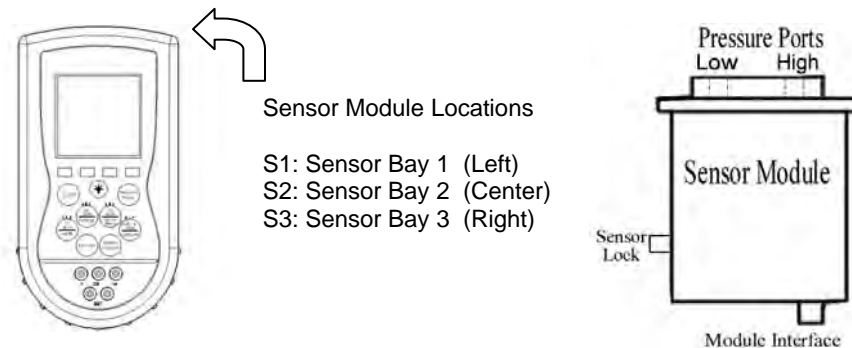 Sensor Module Locations
S1: Sensor Bay 1 (Left)
S2: Sensor Bay 2 (Center)
S3: Sensor Bay 3 (Right)
Pressure Ports
Low High
Sensor Module
Sensor
Lock
Module Interface